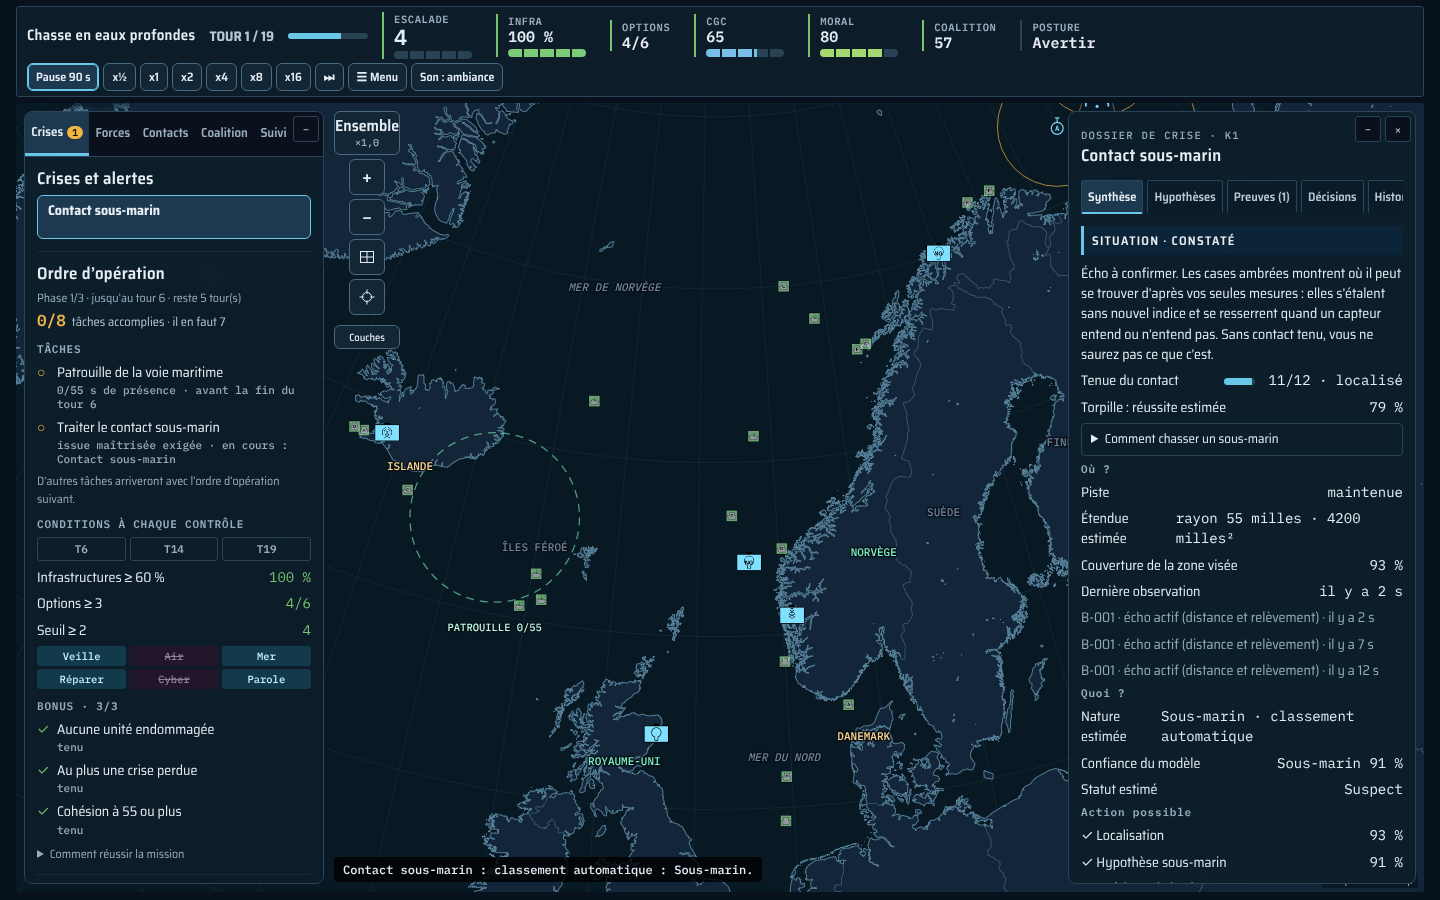 Chasse en eaux profondes
TOUR 1 / 19
ESCALADE
4
INFRA
100 %
OPTIONS
4/6
CGC
65
MORAL
80
COALITION
57
POSTURE
Avertir
Pause 90 s
x½
x1
x2
x4
x8
x16
⏭
☰ Menu
Son : ambiance
Crises 1
Forces
Contacts
Coalition
Suivi
−
Crises et alertes
Contact sous-marin
Ordre d’opération
Phase 1/3 · jusqu’au tour 6 · reste 5 tour(s)
0/8 tâches accomplies · il en faut 7
TÂCHES
Patrouille de la voie maritime
0/55 s de présence · avant la fin du
tour 6
Traiter le contact sous-marin
issue maîtrisée exigée · en cours :
Contact sous-marin
D’autres tâches arriveront avec l’ordre d’opération
suivant.
CONDITIONS À CHAQUE CONTRÔLE
T6
T14
T19
Infrastructures ≥ 60 % 100 %
Options ≥ 3 4/6
Seuil ≥ 2 4
Veille
Air
Mer
Réparer
Cyber
Parole
BONUS · 3/3
✓ Aucune unité endommagée
tenu
✓ Au plus une crise perdue
tenu
✓ Cohésion à 55 ou plus
tenu
▶ Comment réussir la mission
Ensemble
×1,0
+
−
Couches
MER DE NORVÈGE
ISLANDE
ÎLES FÉROÉ
PATROUILLE 0/55
ROYAUME-UNI
MER DU NORD
DANEMARK
NORVÈGE
SUÈDE
FIN
Contact sous-marin : classement automatique : Sous-marin.
DOSSIER DE CRISE · K1
− ×
Contact sous-marin
Synthèse
Hypothèses
Preuves (1)
Décisions
Histor
SITUATION · CONSTATÉ
Écho à confirmer. Les cases ambrées montrent où il peut
se trouver d’après vos seules mesures : elles s’étalent
sans nouvel indice et se resserrent quand un capteur
entend ou n’entend pas. Sans contact tenu, vous ne
saurez pas ce que c’est.
Tenue du contact 11/12 · localisé
Torpille : réussite estimée 79 %
▶ Comment chasser un sous-marin
Où ?
Piste maintenue
Étendue estimée rayon 55 milles · 4200 milles²
Couverture de la zone visée 93 %
Dernière observation il y a 2 s
B-001 · écho actif (distance et relèvement) · il y a 2 s
B-001 · écho actif (distance et relèvement) · il y a 7 s
B-001 · écho actif (distance et relèvement) · il y a 12 s
Quoi ?
Nature estimée Sous-marin · classement automatique
Confiance du modèle Sous-marin 91 %
Statut estimé Suspect
Action possible
✓ Localisation 93 %
✓ Hypothèse sous-marin 91 %